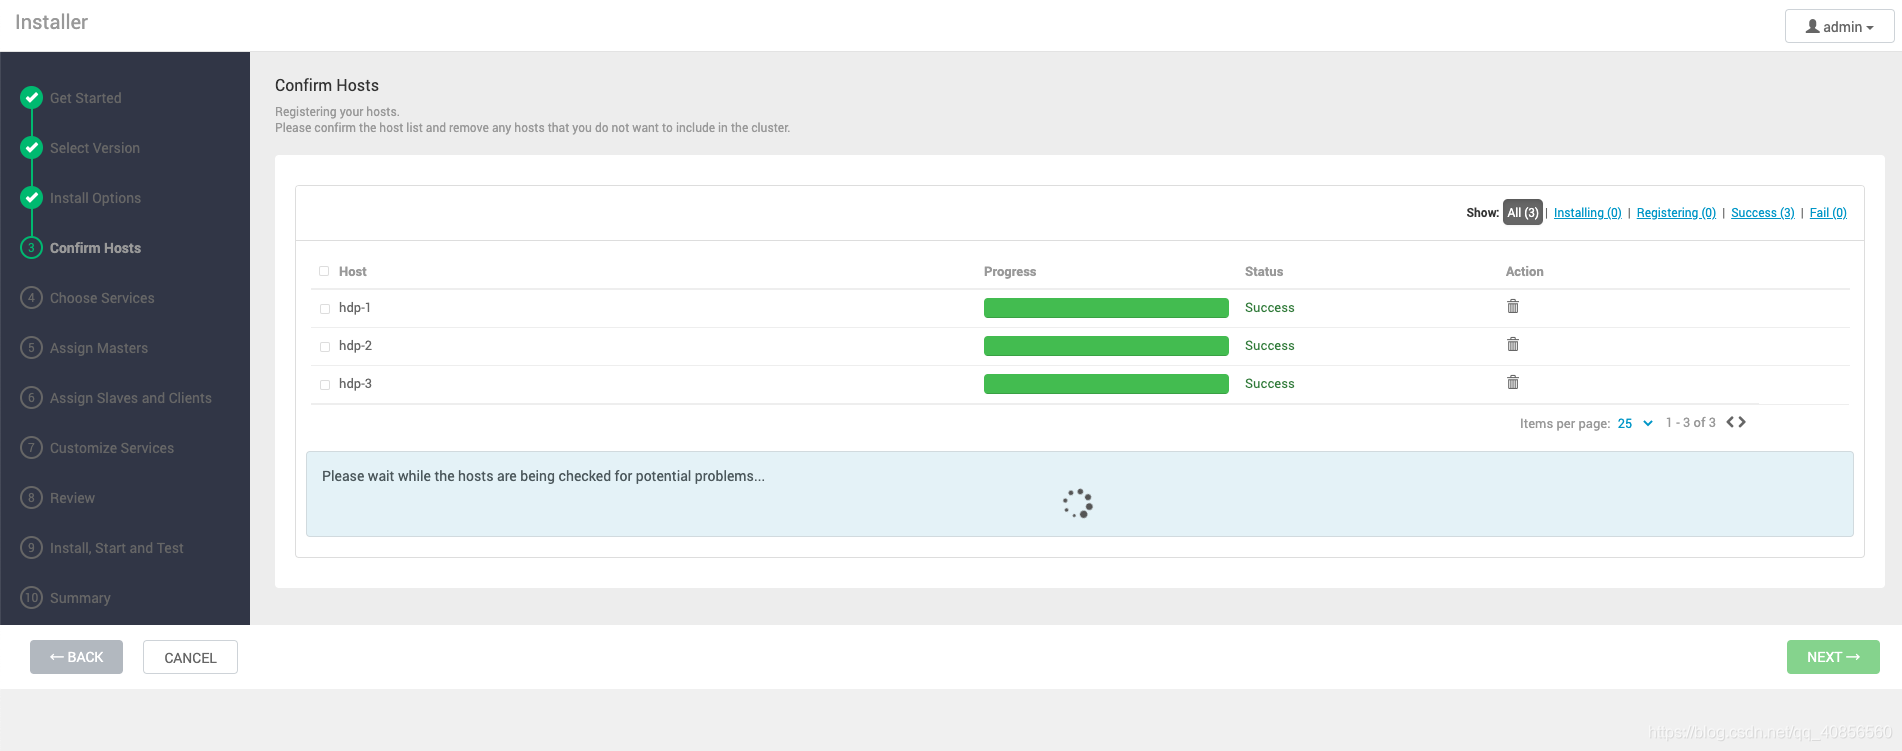 Installer
admin
Get Started
Select Version
Install Options
3 Confirm Hosts
4 Choose Services
5 Assign Masters
6 Assign Slaves and Clients
7 Customize Services
8 Review
9 Install, Start and Test
10 Summary
Confirm Hosts
Registering your hosts.
Please confirm the host list and remove any hosts that you do not want to include in the cluster.
Show: All (3) | Installing (0) | Registering (0) | Success (3) | Fail (0)
Host Progress Status Action
hdp-1 Success
hdp-2 Success
hdp-3 Success
Items per page: 25 1 - 3 of 3
Please wait while the hosts are being checked for potential problems...
← BACK
CANCEL
NEXT →
https://blog.csdn.net/qq_40856560